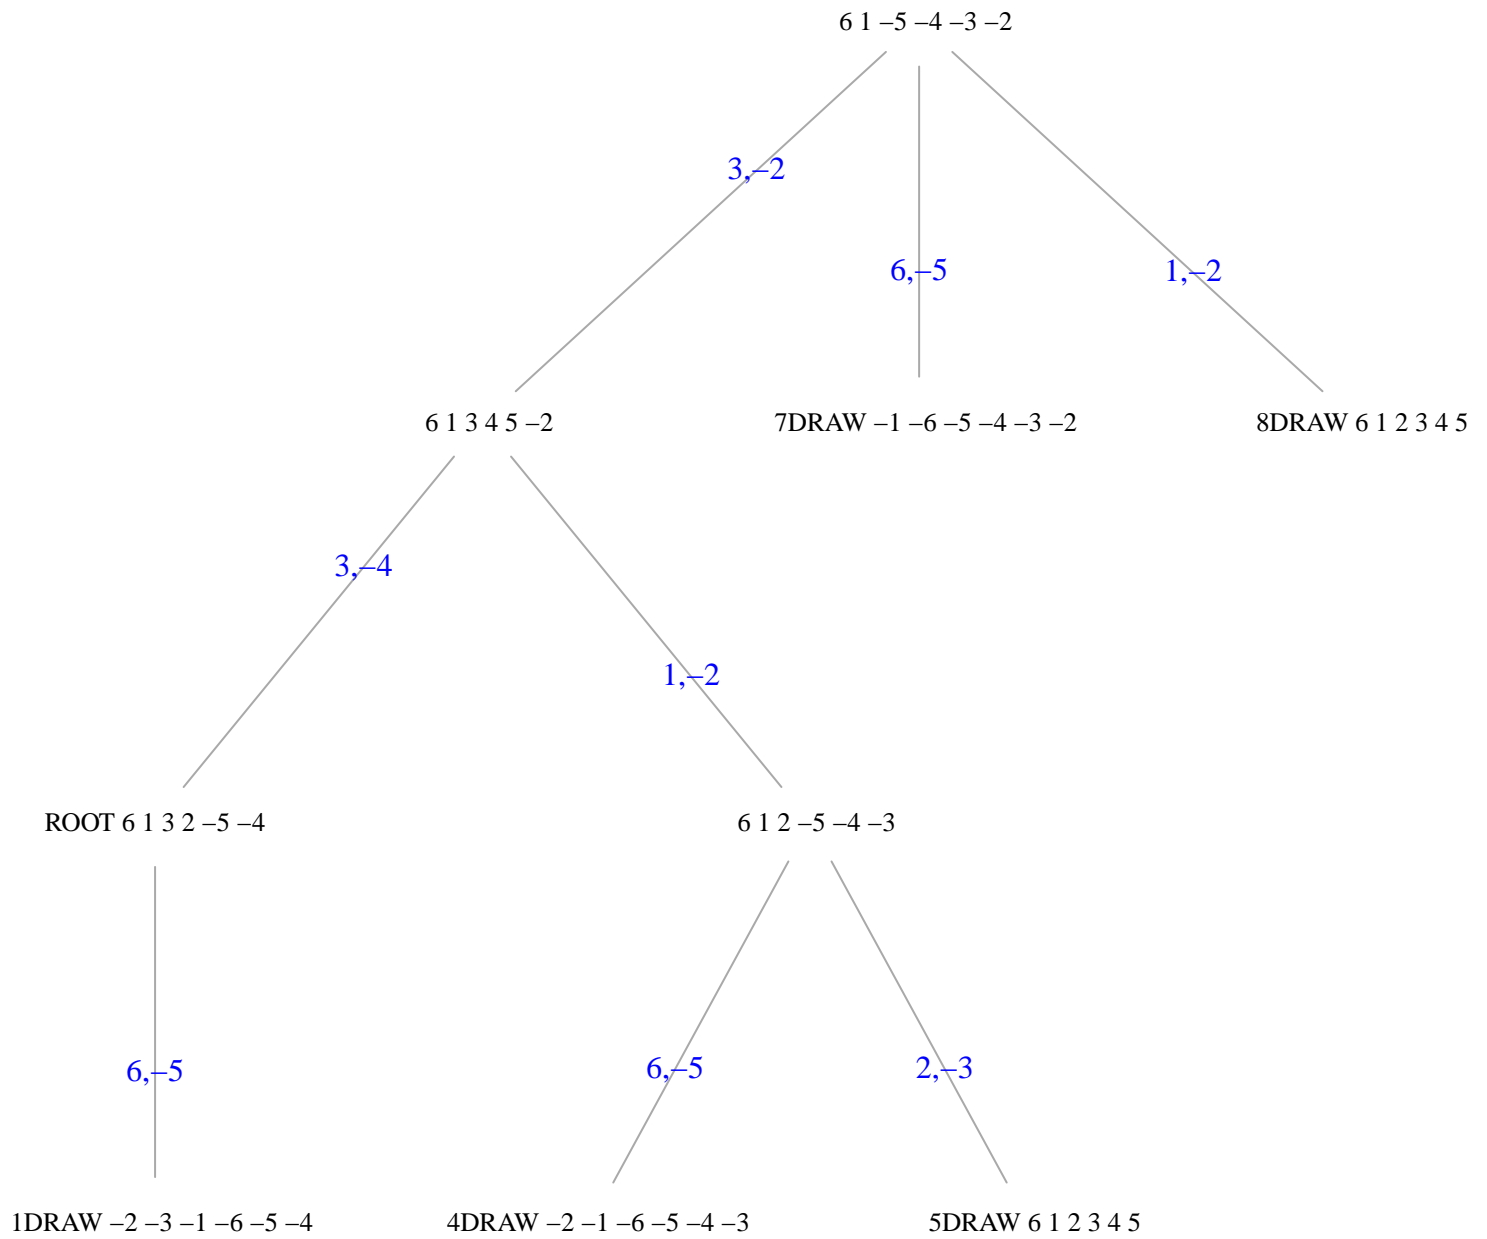 6 1 –5 –4 –3 –2
3,–2
6,–5
1,–2
6 1 3 4 5 –2
7DRAW –1 –6 –5 –4 –3 –2
8DRAW 6 1 2 3 4 5
3,–4
1,–2
ROOT 6 1 3 2 –5 –4
6 1 2 –5 –4 –3
6,–5
6,–5
2,–3
1DRAW –2 –3 –1 –6 –5 –4
4DRAW –2 –1 –6 –5 –4 –3
5DRAW 6 1 2 3 4 5